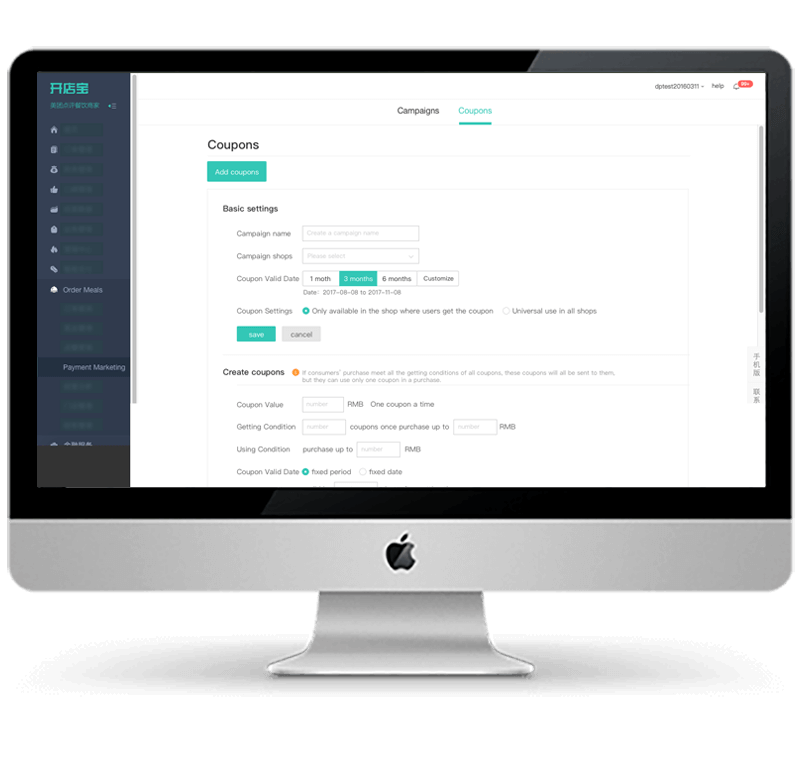 开店宝
美团点评餐饮商家
dptest20160311
help
99+
Campaigns
Coupons
Coupons
Add coupons
Basic settings
Campaign name
Create a campaign name
Campaign shops
Please select
Coupon Valid Date
1 moth
3 months
6 months
Customize
Date: 2017-08-08 to 2017-11-08
Coupon Settings
Only available in the shop where users get the coupon
Universal use in all shops
save
cancel
Order Meals
Payment Marketing
Create coupons
If consumers' purchase meet all the getting conditions of all coupons, these coupons will all be sent to them,
but they can use only one coupon in a purchase.
Coupon Value
number
RMB
One coupon a time
Getting Condition
number
coupons once purchase up to
number
RMB
Using Condition
purchase up to
number
RMB
Coupon Valid Date
fixed period
fixed date
手机版
联系